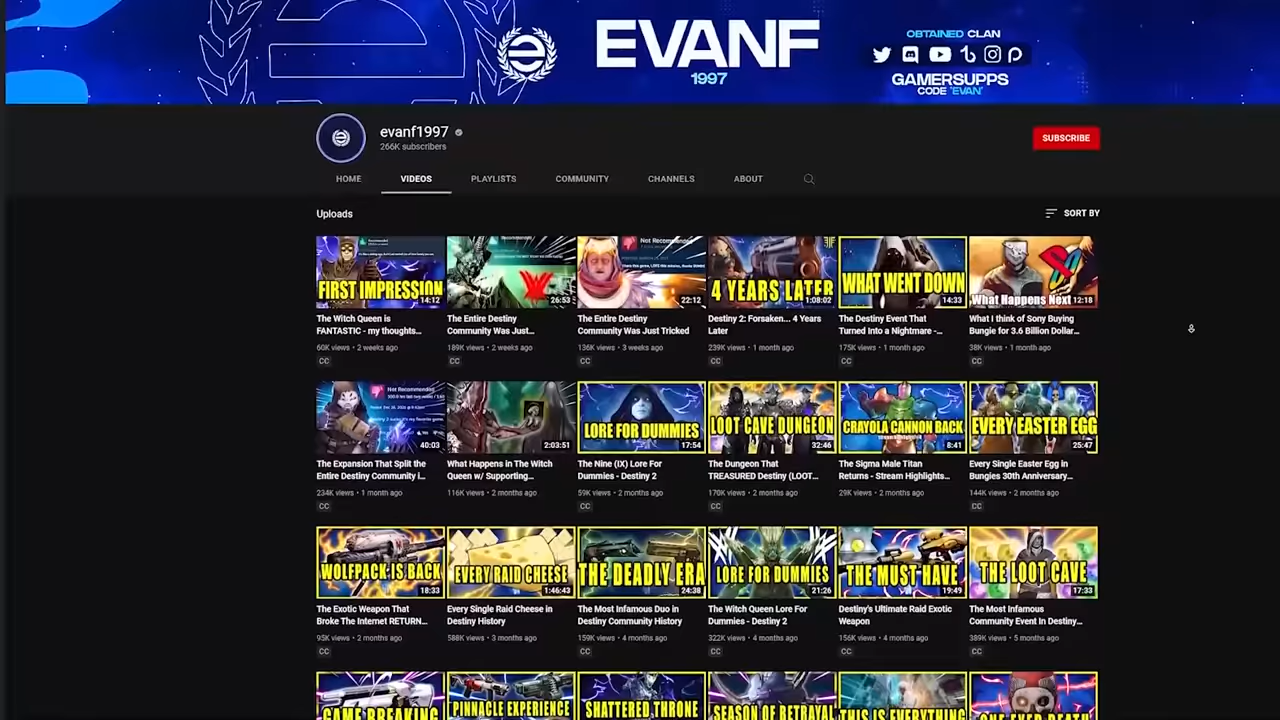 EVANF
1997
OBTAINED CLAN
GAMERSUPPS
CODE 'EVAN'
evanf1997
266K subscribers
SUBSCRIBE
HOME VIDEOS PLAYLISTS COMMUNITY CHANNELS ABOUT
Uploads
SORT BY
FIRST IMPRESSION
14:12
26:53
Not Recommended
22:12
4 YEARS LATER
1:08:02
WHAT WENT DOWN
14:33
What Happens Next
12:18
The Witch Queen is
FANTASTIC - my thoughts...
60K views • 2 weeks ago
CC
The Entire Destiny
Community Was Just...
189K views • 2 weeks ago
CC
The Entire Destiny
Community Was Just Tricked
136K views • 3 weeks ago
CC
Destiny 2: Forsaken... 4 Years
Later
239K views • 1 month ago
The Destiny Event That
Turned Into a Nightmare -...
175K views • 1 month ago
CC
What I think of Sony Buying
Bungie for 3.6 Billion Dollar...
38K views • 1 month ago
CC
Not Recommended
40:03
2:03:51
LORE FOR DUMMIES
17:54
LOOT CAVE DUNGEON
32:46
CRAYOLA CANNON BACK
8:41
EVERY EASTER EGG
25:47
The Expansion That Split the
Entire Destiny Community i...
234K views • 1 month ago
CC
What Happens in The Witch
Queen w/ Supporting...
116K views • 2 months ago
The Nine (IX) Lore For
Dummies - Destiny 2
59K views • 2 months ago
CC
The Dungeon That
TREASURED Destiny (LOOT...
170K views • 2 months ago
CC
The Sigma Male Titan
Returns - Stream Highlights...
29K views • 2 months ago
Every Single Easter Egg in
Bungies 30th Anniversary...
144K views • 2 months ago
CC
WOLFPACK IS BACK
18:33
EVERY RAID CHEESE
1:46:43
THE DEADLY ERA
24:38
LORE FOR DUMMIES
21:26
THE MUST HAVE
19:49
THE LOOT CAVE
17:33
The Exotic Weapon That
Broke The Internet RETURN...
95K views • 2 months ago
CC
Every Single Raid Cheese in
Destiny History
588K views • 3 months ago
CC
The Most Infamous Duo in
Destiny Community History
159K views • 4 months ago
CC
The Witch Queen Lore For
Dummies - Destiny 2
322K views • 4 months ago
CC
Destiny's Ultimate Raid Exotic
Weapon
156K views • 4 months ago
CC
The Most Infamous
Community Event In Destiny...
389K views • 5 months ago
CC
GAME BREAKING
PINNACLE EXPERIENCE
SHATTERED THRONE
SEASON OF BETRAYAL
THIS IS EVERYTHING
ONE EYED DEATH